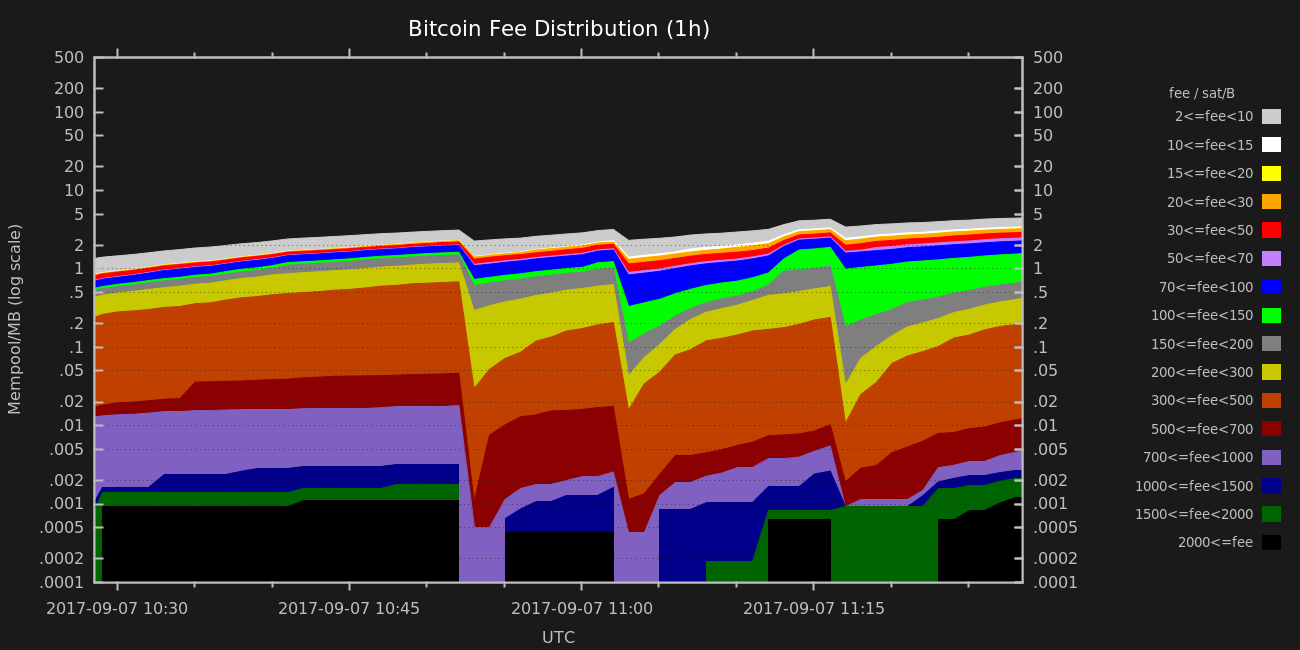 Bitcoin Fee Distribution (1h)
500 500
200 200
100 100
50 50
20 20
10 10
5 5
2 2
1 1
.5 .5
.2 .2
.1 .1
.05 .05
.02 .02
.01 .01
.005 .005
.002 .002
.001 .001
.0005 .0005
.0002 .0002
.0001 .0001
Mempool/MB (log scale)
2017-09-07 10:30 2017-09-07 10:45 2017-09-07 11:00 2017-09-07 11:15
UTC
fee / sat/B
2<=fee<10
10<=fee<15
15<=fee<20
20<=fee<30
30<=fee<50
50<=fee<70
70<=fee<100
100<=fee<150
150<=fee<200
200<=fee<300
300<=fee<500
500<=fee<700
700<=fee<1000
1000<=fee<1500
1500<=fee<2000
2000<=fee